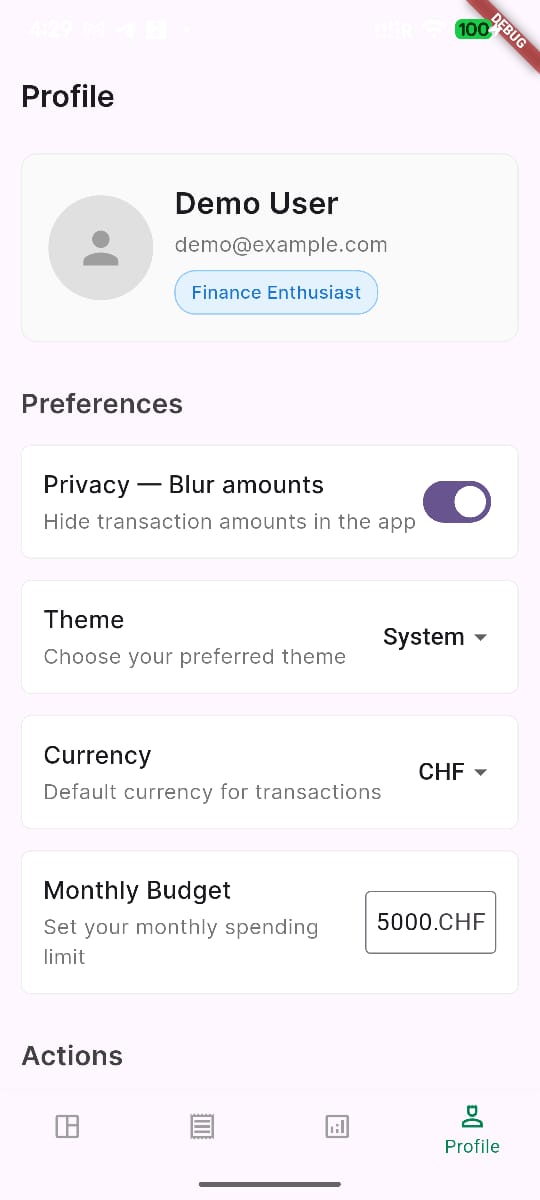 4:29
100
DEBUG
Profile
Demo User
demo@example.com
Finance Enthusiast
Preferences
Privacy — Blur amounts
Hide transaction amounts in the app
Theme
Choose your preferred theme
System
Currency
Default currency for transactions
CHF
Monthly Budget
Set your monthly spending
limit
5000.CHF
Actions
Profile